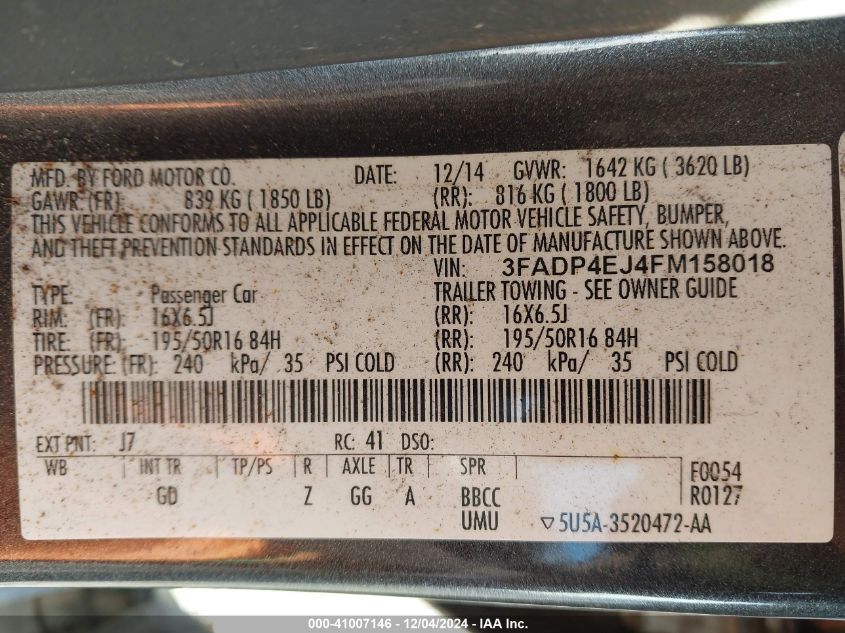 MFD. BY FORD MOTOR CO. DATE: 12/14 GVWR: 1642 KG ( 3620 LB)
GAWR: (FR): 839 KG ( 1850 LB) (RR): 816 KG ( 1800 LB)
THIS VEHICLE CONFORMS TO ALL APPLICABLE FEDERAL MOTOR VEHICLE SAFETY, BUMPER,
AND THEFT PREVENTION STANDARDS IN EFFECT ON THE DATE OF MANUFACTURE SHOWN ABOVE.
VIN: 3FADP4EJ4FM158018
TYPE: Passenger Car TRAILER TOWING - SEE OWNER GUIDE
RIM: (FR): 16X6.5J (RR): 16X6.5J
TIRE: (FR): 195/50R16 84H (RR): 195/50R16 84H
PRESSURE: (FR): 240 kPa/ 35 PSI COLD (RR): 240 kPa/ 35 PSI COLD
EXT PNT: J7 RC: 41 DSO:
WB INT TR TP/PS R AXLE TR SPR F0054
GD Z GG A BBCC R0127
UMU ▽5U5A-3520472-AA
000-41007146 - 12/04/2024 - IAA Inc.